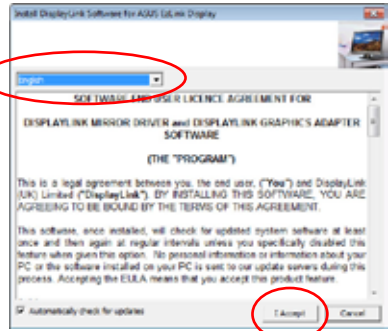 Install DisplayLink Software for ASUS EzLink Display
English
SOFTWARE END USER LICENCE AGREEMENT FOR
DISPLAYLINK MIRROR DRIVER and DISPLAYLINK GRAPHICS ADAPTER
SOFTWARE
(THE "PROGRAM")
This is a legal agreement between you, the end user, ("You") and DisplayLink
(UK) Limited ("DisplayLink"). BY INSTALLING THIS SOFTWARE, YOU ARE
AGREEING TO BE BOUND BY THE TERMS OF THIS AGREEMENT.
This software, once installed, will check for updated system software at least
once and then again at regular intervals unless you specifically disabled this
feature when given this option. No personal information or information about your
PC or the software installed on your PC is sent to our update servers during this
process. Accepting the EULA means that you accept this product feature.
Automatically check for updates
I Accept
Cancel